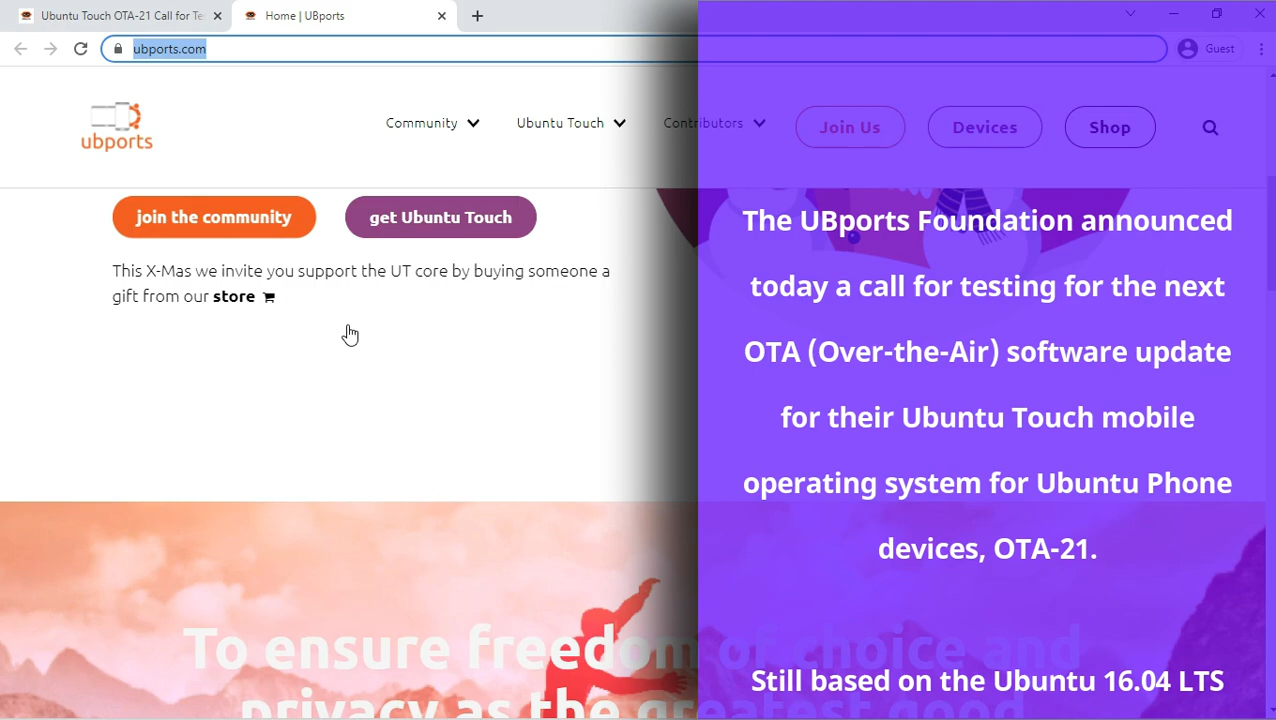 Ubuntu Touch OTA-21 Call for Te
Home | UBports
ubports.com
Guest
ubports
Community
Ubuntu Touch
Contributors
Join Us
Devices
Shop
join the community
get Ubuntu Touch
This X-Mas we invite you support the UT core by buying someone a
gift from our store
The UBports Foundation announced
today a call for testing for the next
OTA (Over-the-Air) software update
for their Ubuntu Touch mobile
operating system for Ubuntu Phone
devices, OTA-21.
Still based on the Ubuntu 16.04 LTS
To ensure freedom of choice and
privacy as the greatest good